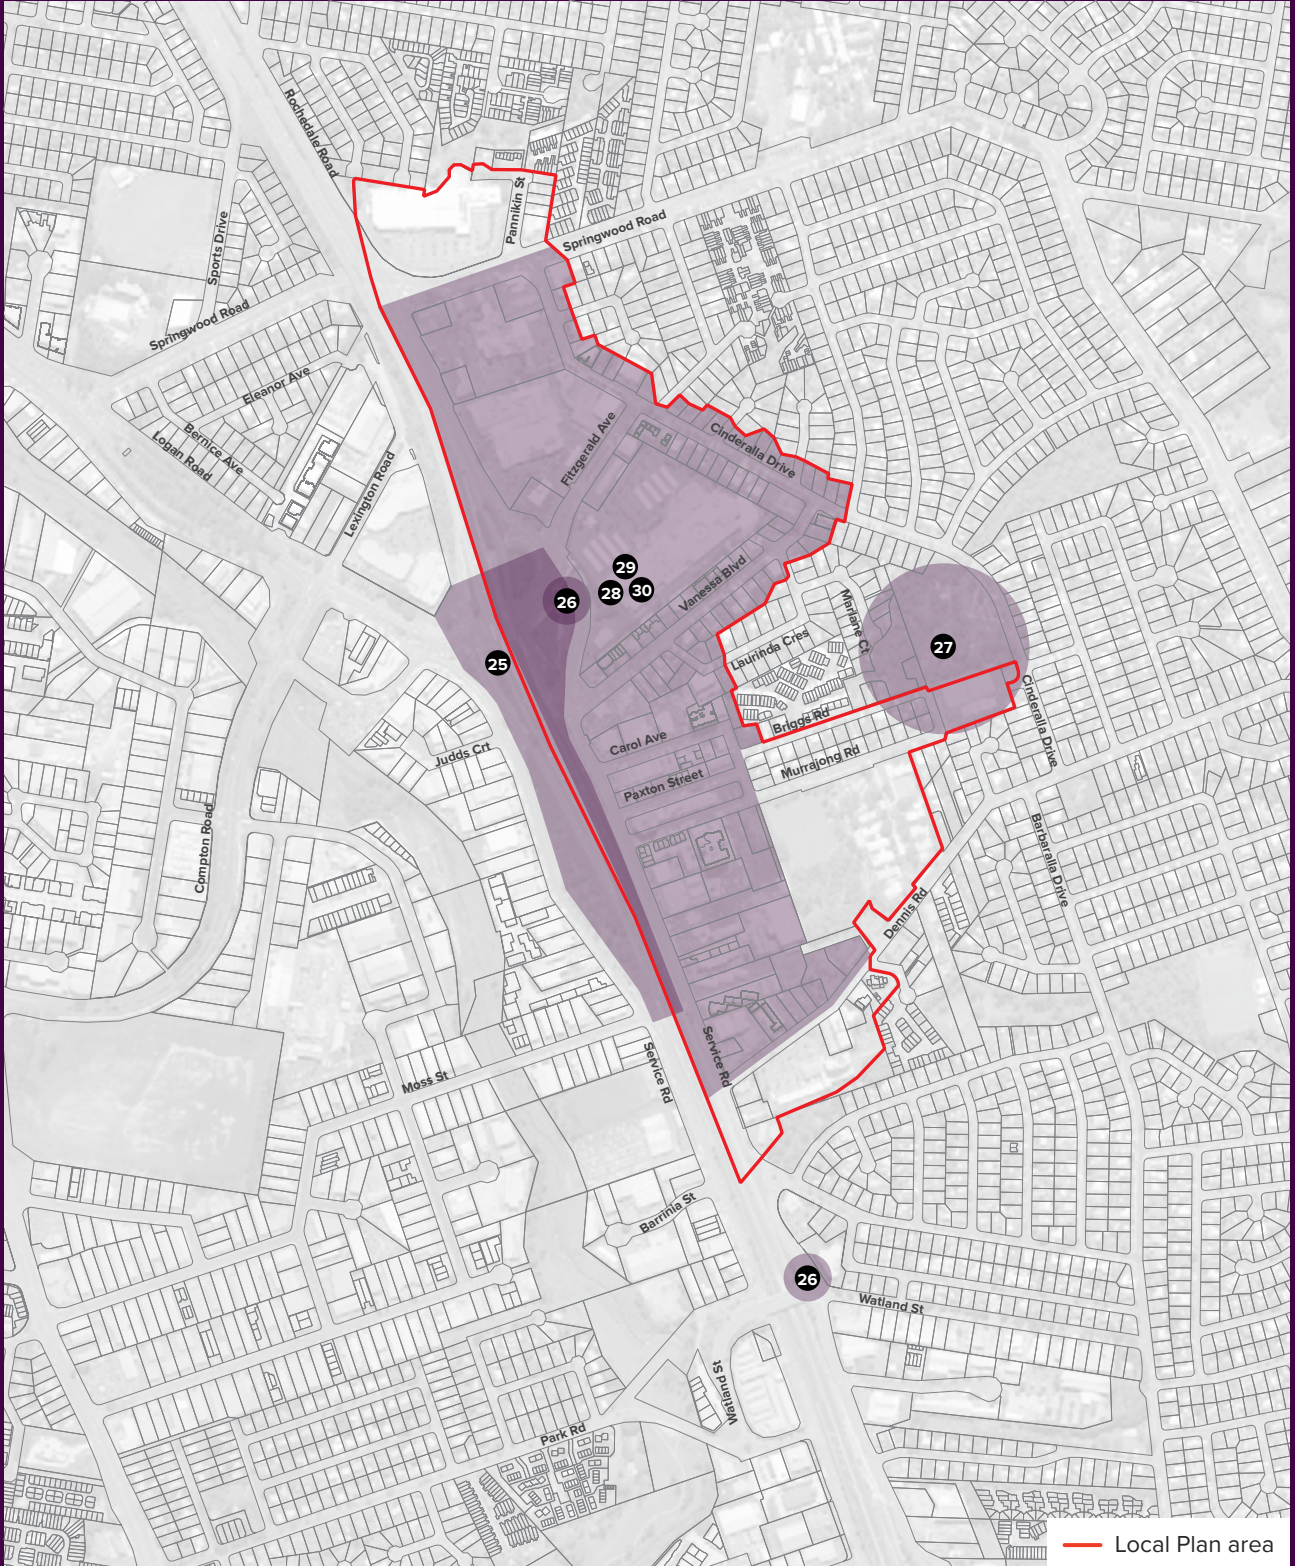 Rochedale Road
Pannikin St
Springwood Road
Sports Drive
Springwood Road
Eleanor Ave
Bernice Ave
Logan Road
Lexington Road
Fitzgerald Ave
Cinderalla Drive
29
28
30
26
Vanessa Blvd
Marlane Ct
Laurinda Cres
27
25
Cinderalla Drive
Briggs Rd
Carol Ave
Murrajong Rd
Judds Crt
Paxton Street
Compton Road
Barbaralla Drive
Dennis Rd
Service Rd
Service Rd
Moss St
Barrinia St
26
Watland St
Watland St
Park Rd
Local Plan area